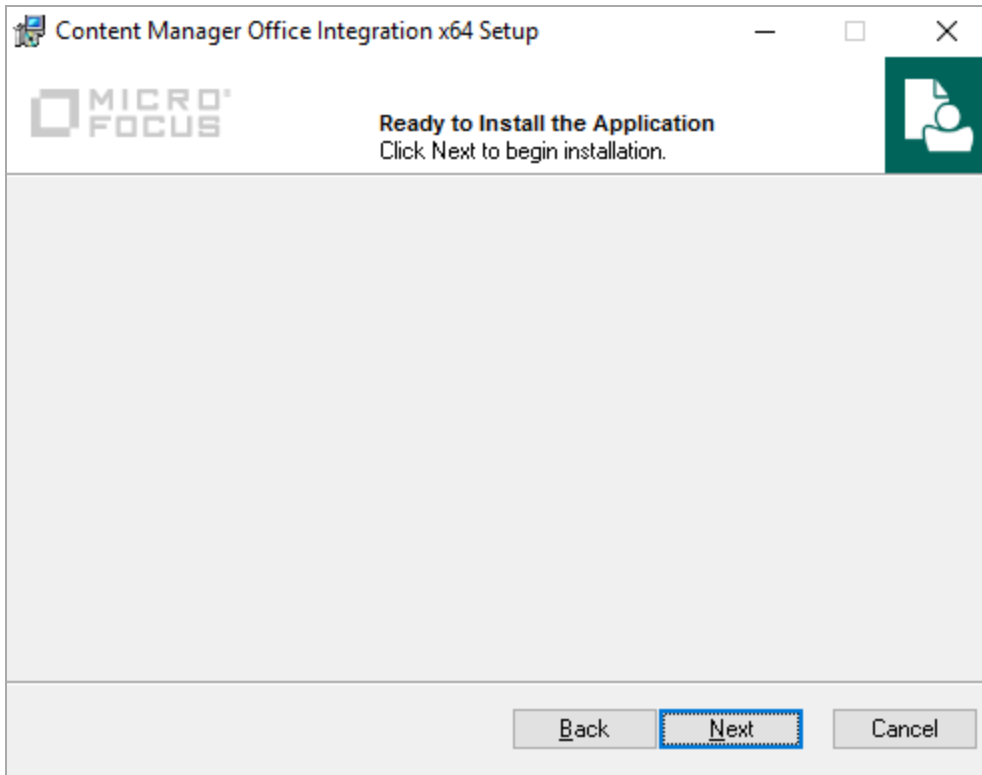 Content Manager Office Integration x64 Setup
MICRO
FOCUS
Ready to Install the Application
Click Next to begin installation.
Back
Next
Cancel